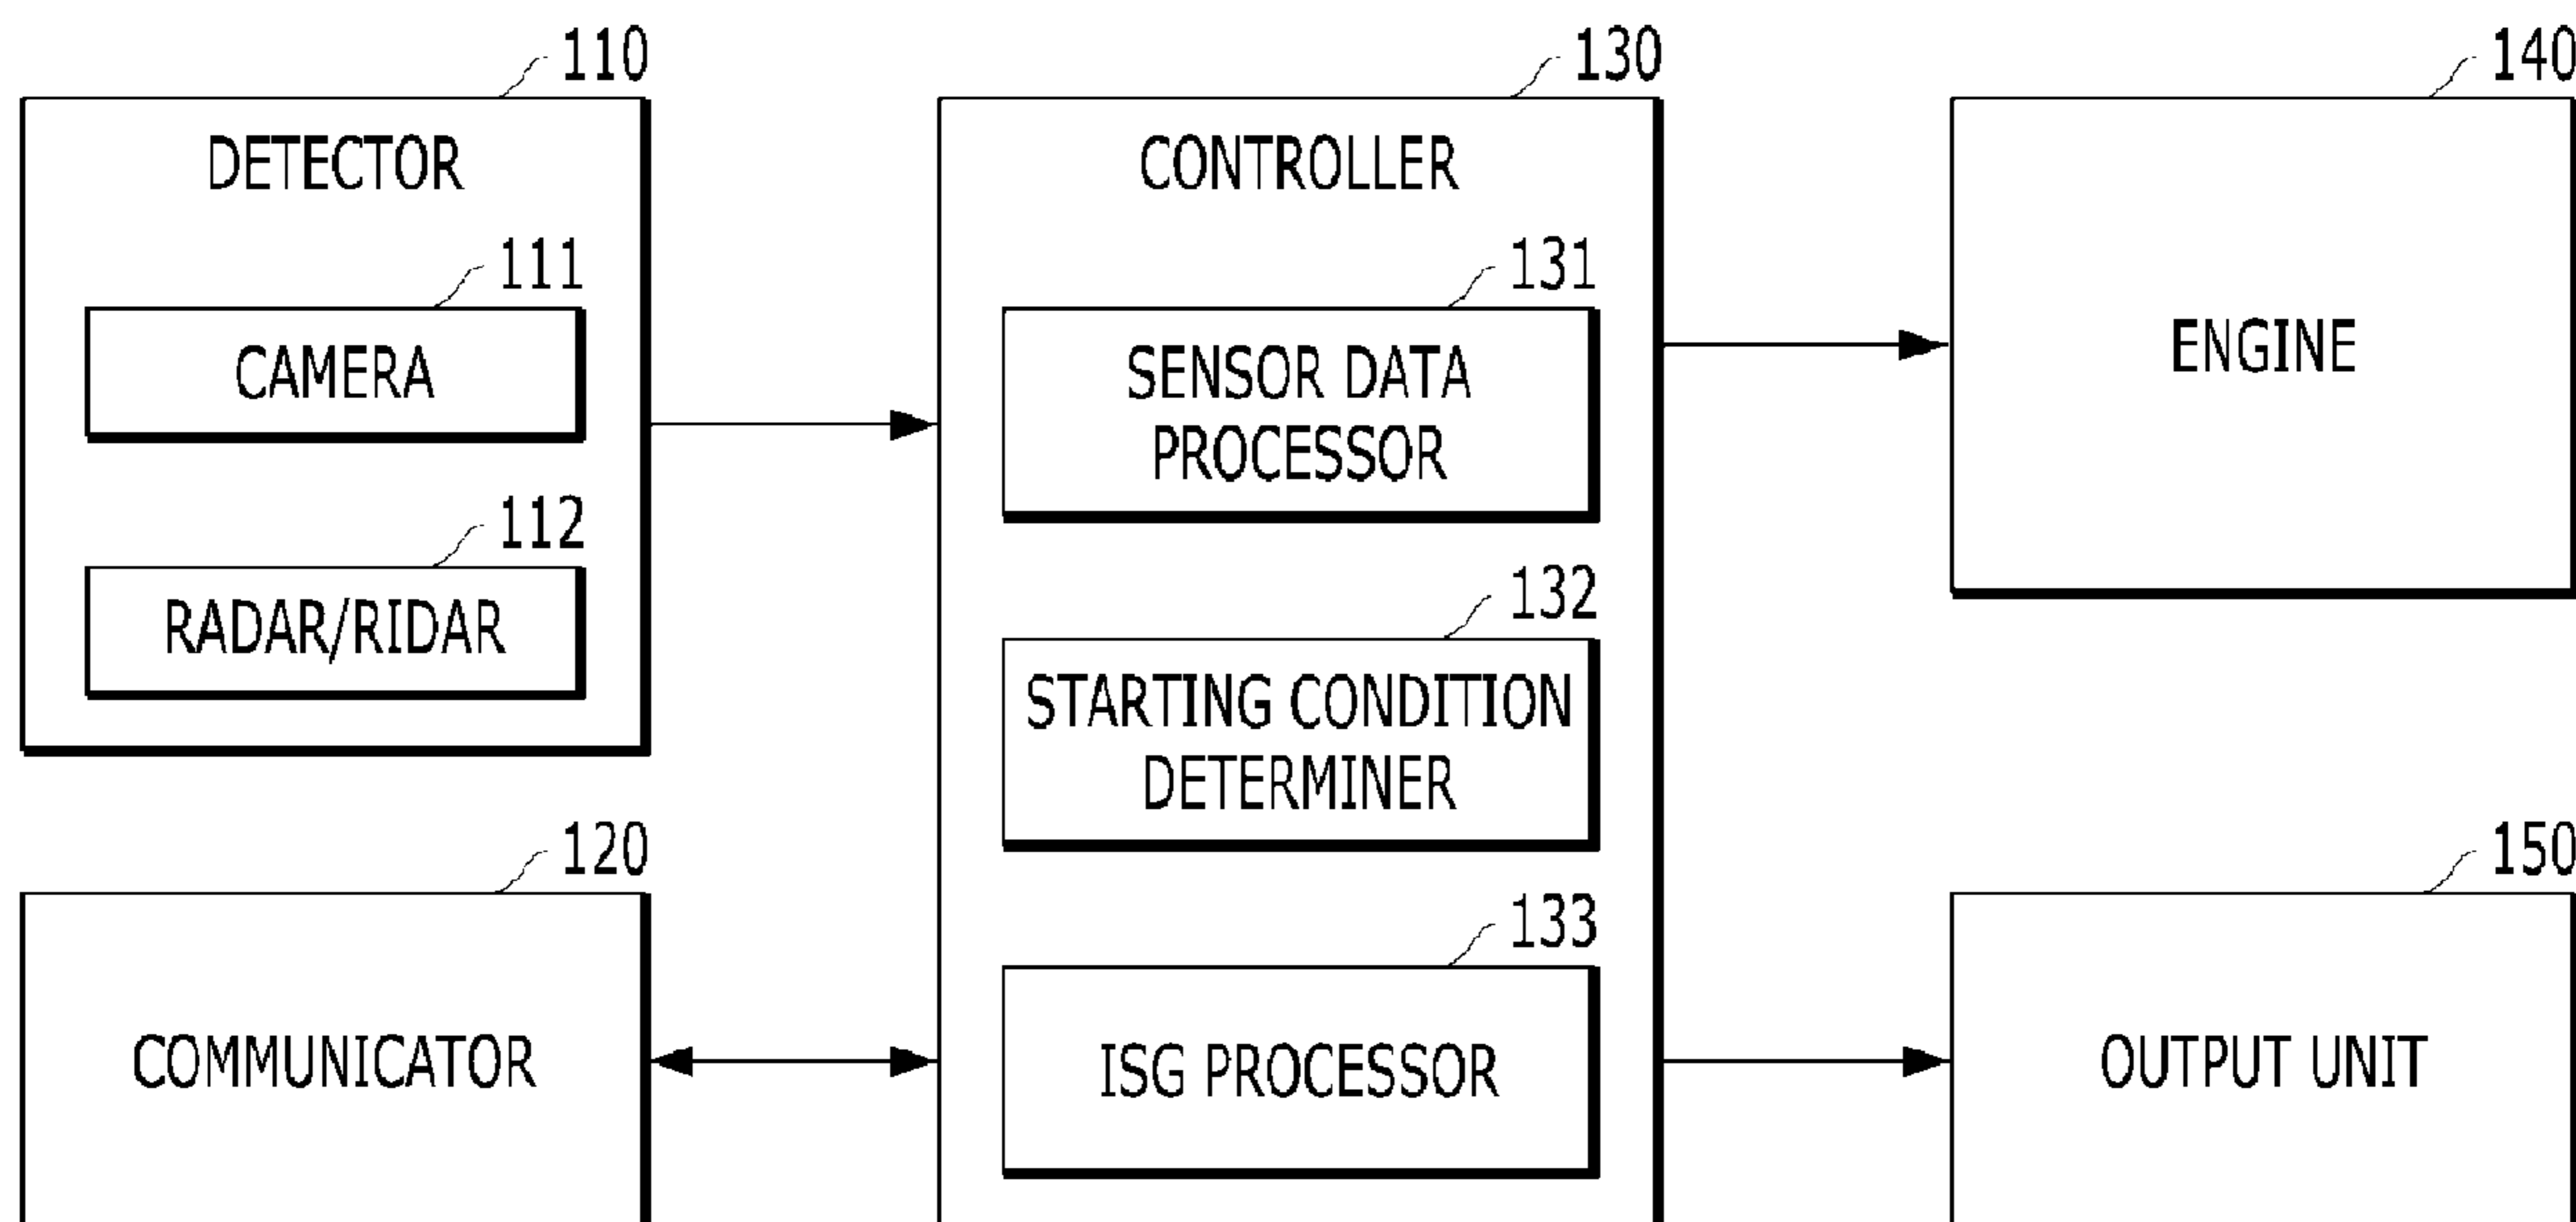 110
DETECTOR
111
CAMERA
112
RADAR/RIDAR
120
COMMUNICATOR
130
CONTROLLER
131
SENSOR DATA
PROCESSOR
132
STARTING CONDITION
DETERMINER
133
ISG PROCESSOR
140
ENGINE
150
OUTPUT UNIT